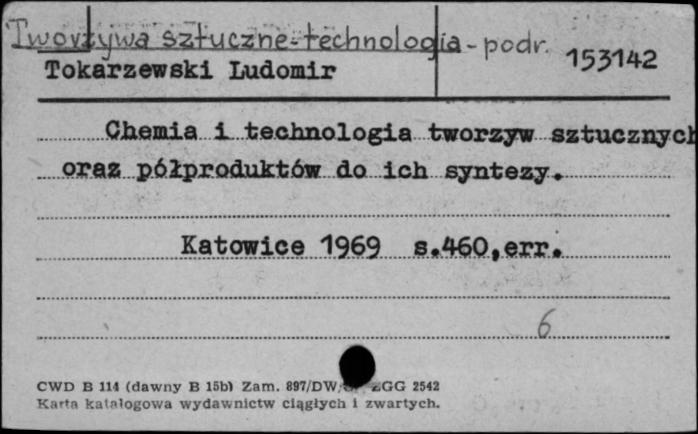 Tworzywa sztuczne-technologia - podr.
153142
Tokarzewski Ludomir
Chemia i technologia tworzyw sztucznych
oraz półproduktów do ich syntezy.
Katowice 1969 s.460,err.
6
CWD B 114 (dawny B 15b) Zam. 897/DW GG 2542
Karta katalogowa wydawnictw ciągłych i zwartych.